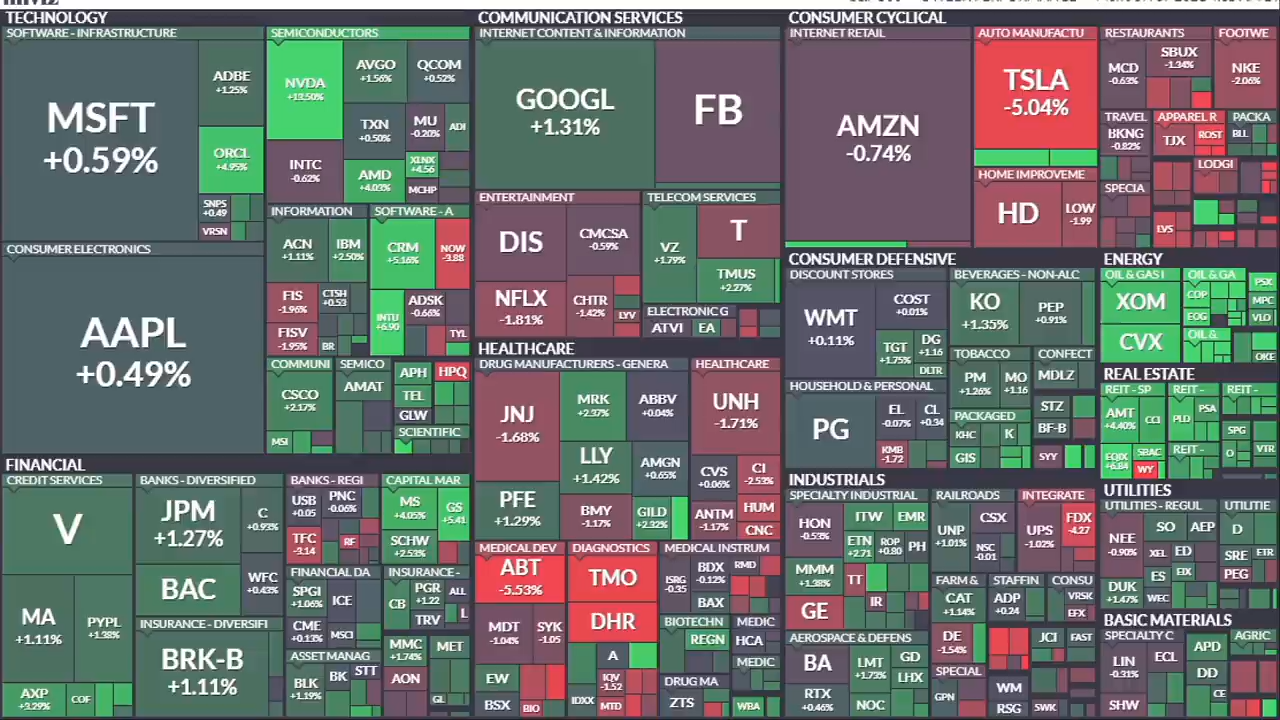 TECHNOLOGY
SOFTWARE - INFRASTRUCTURE
MSFT
+0.59%
ADBE
+1.25%
ORCL
+4.95%
SNPS
+0.49
VRSN
SEMICONDUCTORS
NVDA
+13.50%
AVGO
+1.56%
QCOM
+0.52%
TXN
+0.50%
MU
-0.20%
ADI
INTC
-0.62%
AMD
+4.03%
XLNX
+4.56
MCHP
CONSUMER ELECTRONICS
AAPL
+0.49%
INFORMATION
ACN
+1.11%
IBM
+2.50%
FIS
-1.96%
CTSH
+0.53
FISV
-1.95%
BR
SOFTWARE - A
CRM
+5.16%
NOW
-3.88
INTU
+6.90
ADSK
-0.66%
TYL
COMMUNI
CSCO
+2.17%
MSI
SEMICO
AMAT
APH
HPQ
TEL
GLW
SCIENTIFIC
FINANCIAL
CREDIT SERVICES
V
MA
+1.11%
PYPL
+1.38%
AXP
+3.29%
COF
BANKS - DIVERSIFIED
JPM
+1.27%
C
+0.93%
BAC
WFC
+0.43%
INSURANCE - DIVERSIFI
BRK-B
+1.11%
BANKS - REGI
USB
+0.05
PNC
-0.06%
TFC
-3.14
RF
CAPITAL MAR
MS
+4.05%
GS
+5.41
SCHW
+2.53%
FINANCIAL DA
SPGI
+1.06%
ICE
CME
+0.13%
MSCI
INSURANCE -
CB
PGR
+1.22
ALL
TRV
L
MMC
+1.74%
MET
AON
GL
ASSET MANAG
BLK
+1.19%
BK
STT
COMMUNICATION SERVICES
INTERNET CONTENT & INFORMATION
GOOGL
+1.31%
FB
ENTERTAINMENT
DIS
CMCSA
-0.59%
NFLX
-1.81%
CHTR
-1.42%
LYV
TELECOM SERVICES
VZ
+1.79%
T
TMUS
+2.27%
ELECTRONIC G
ATVI
EA
HEALTHCARE
DRUG MANUFACTURERS - GENERA
JNJ
-1.68%
MRK
+2.37%
ABBV
+0.04%
LLY
+1.42%
AMGN
+0.65%
PFE
+1.29%
BMY
-1.17%
GILD
+2.32%
HEALTHCARE
UNH
-1.71%
CVS
+0.06%
CI
-2.53%
ANTM
-1.17%
HUM
CNC
MEDICAL DEV
ABT
-5.53%
MDT
-1.04%
SYK
-1.05
EW
BSX
BIO
DIAGNOSTICS
TMO
DHR
A
IQV
-1.52
IDXX
MTD
MEDICAL INSTRUM
ISRG
-0.35
BDX
-0.12%
RMD
BAX
BIOTECHN
REGN
MEDIC
HCA
MEDIC
DRUG MA
ZTS
WBA
CONSUMER CYCLICAL
INTERNET RETAIL
AMZN
-0.74%
AUTO MANUFACTU
TSLA
-5.04%
HOME IMPROVEME
HD
LOW
-1.99
RESTAURANTS
MCD
-0.63%
SBUX
-1.34%
FOOTWE
NKE
-2.06%
TRAVEL
BKNG
-0.82%
APPAREL R
TJX
ROST
PACKA
BLL
SPECIA
LODGI
LVS
CONSUMER DEFENSIVE
DISCOUNT STORES
WMT
+0.11%
COST
+0.01%
TGT
+1.75%
DG
+1.16
DLTR
BEVERAGES - NON-ALC
KO
+1.35%
PEP
+0.91%
HOUSEHOLD & PERSONAL
PG
EL
-0.07%
CL
+0.34
KMB
-1.72
TOBACCO
PM
+1.26%
MO
+1.16
CONFECT
MDLZ
PACKAGED
KHC
K
GIS
STZ
BF-B
SYY
ENERGY
OIL & GAS I
XOM
CVX
OIL & GA
COP
EOG
OIL &
PSX
MPC
VLO
OKE
REAL ESTATE
REIT - SP
AMT
+4.40%
CCI
EQIX
+6.84
SBAC
WY
REIT -
PLD
PSA
REIT -
REIT -
SPG
O
VTR
INDUSTRIALS
SPECIALTY INDUSTRIAL
HON
-0.53%
ITW
EMR
ETN
+2.71
ROP
+0.80
PH
MMM
+1.38%
TT
GE
IR
RAILROADS
UNP
+1.01%
CSX
NSC
-0.01
INTEGRATE
UPS
-1.02%
FDX
-4.27
FARM &
CAT
+1.14%
DE
-1.54%
STAFFIN
ADP
+0.24
CONSU
VRSK
EFX
AEROSPACE & DEFENS
BA
LMT
+1.73%
GD
LHX
RTX
+0.46%
NOC
SPECIAL
GPN
JCI
FAST
WM
RSG
SWK
UTILITIES
UTILITIES - REGUL
NEE
-0.90%
SO
AEP
XEL
ED
DUK
+1.47%
ES
EIX
WEC
UTILITIE
D
SRE
ETR
PEG
BASIC MATERIALS
SPECIALTY C
LIN
-0.31%
ECL
APD
DD
SHW
CE
AGRIC